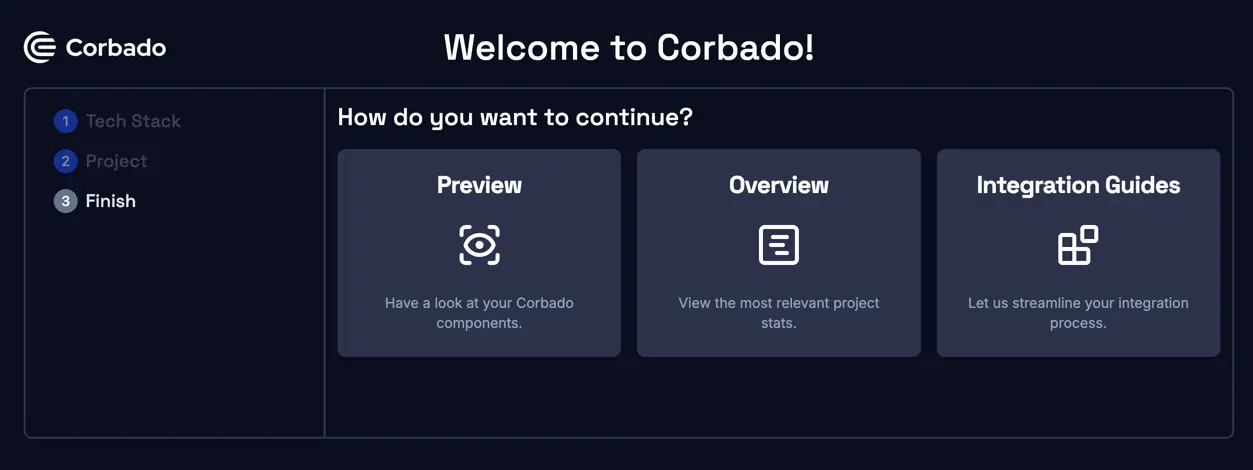 Corbado
Welcome to Corbado!
1 Tech Stack
2 Project
3 Finish
How do you want to continue?
Preview
Have a look at your Corbado
components.
Overview
View the most relevant project
stats.
Integration Guides
Let us streamline your integration
process.